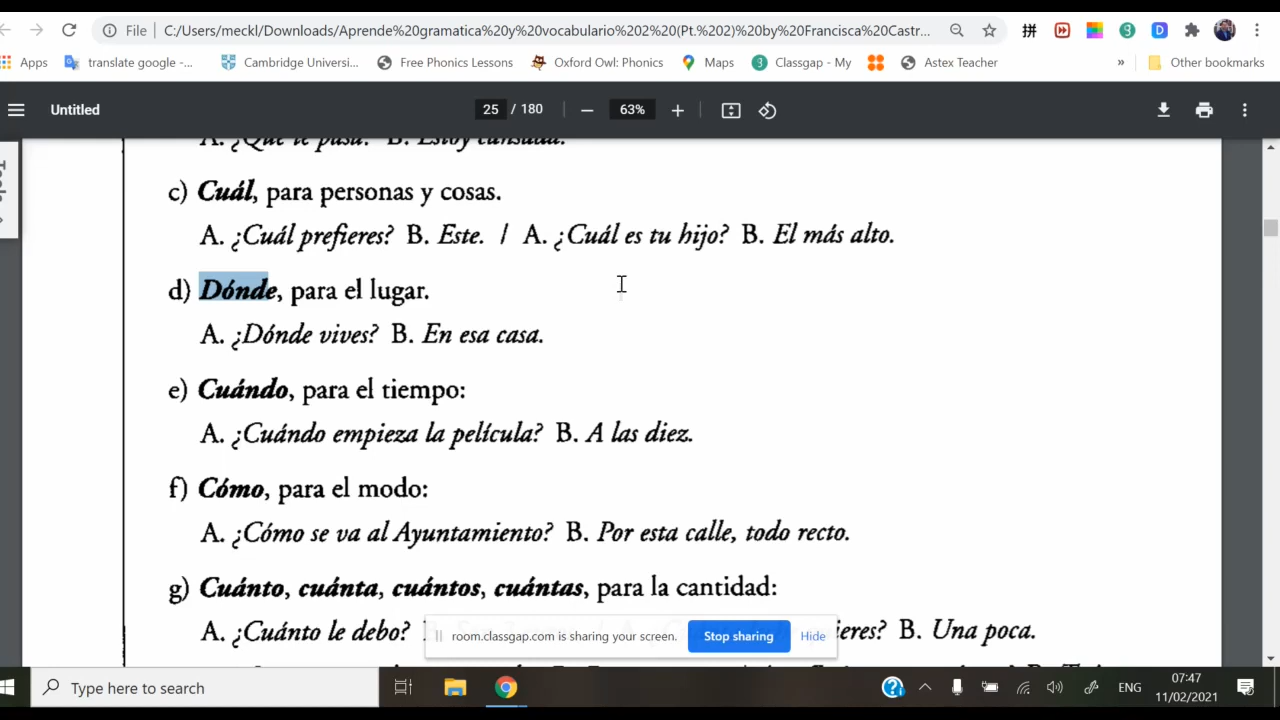 File | C:/Users/meckl/Downloads/Aprende%20gramatica%20y%20vocabulario%202%20(Pt.%202)%20by%20Francisca%20Castr...
Apps translate google -... Cambridge Universi... Free Phonics Lessons Oxford Owl: Phonics Maps Classgap - My Astex Teacher » Other bookmarks
Untitled 25 / 180 63%
A. ¿Qué te pasa? B. Estoy cansada.
c) Cuál, para personas y cosas.
A. ¿Cuál prefieres? B. Este. / A. ¿Cuál es tu hijo? B. El más alto.
d) Dónde, para el lugar.
A. ¿Dónde vives? B. En esa casa.
e) Cuándo, para el tiempo:
A. ¿Cuándo empieza la película? B. A las diez.
f) Cómo, para el modo:
A. ¿Cómo se va al Ayuntamiento? B. Por esta calle, todo recto.
g) Cuánto, cuánta, cuántos, cuántas, para la cantidad:
A. ¿Cuánto le debo? ieres? B. Una poca.
room.classgap.com is sharing your screen. Stop sharing Hide
Type here to search ENG 07:47
11/02/2021